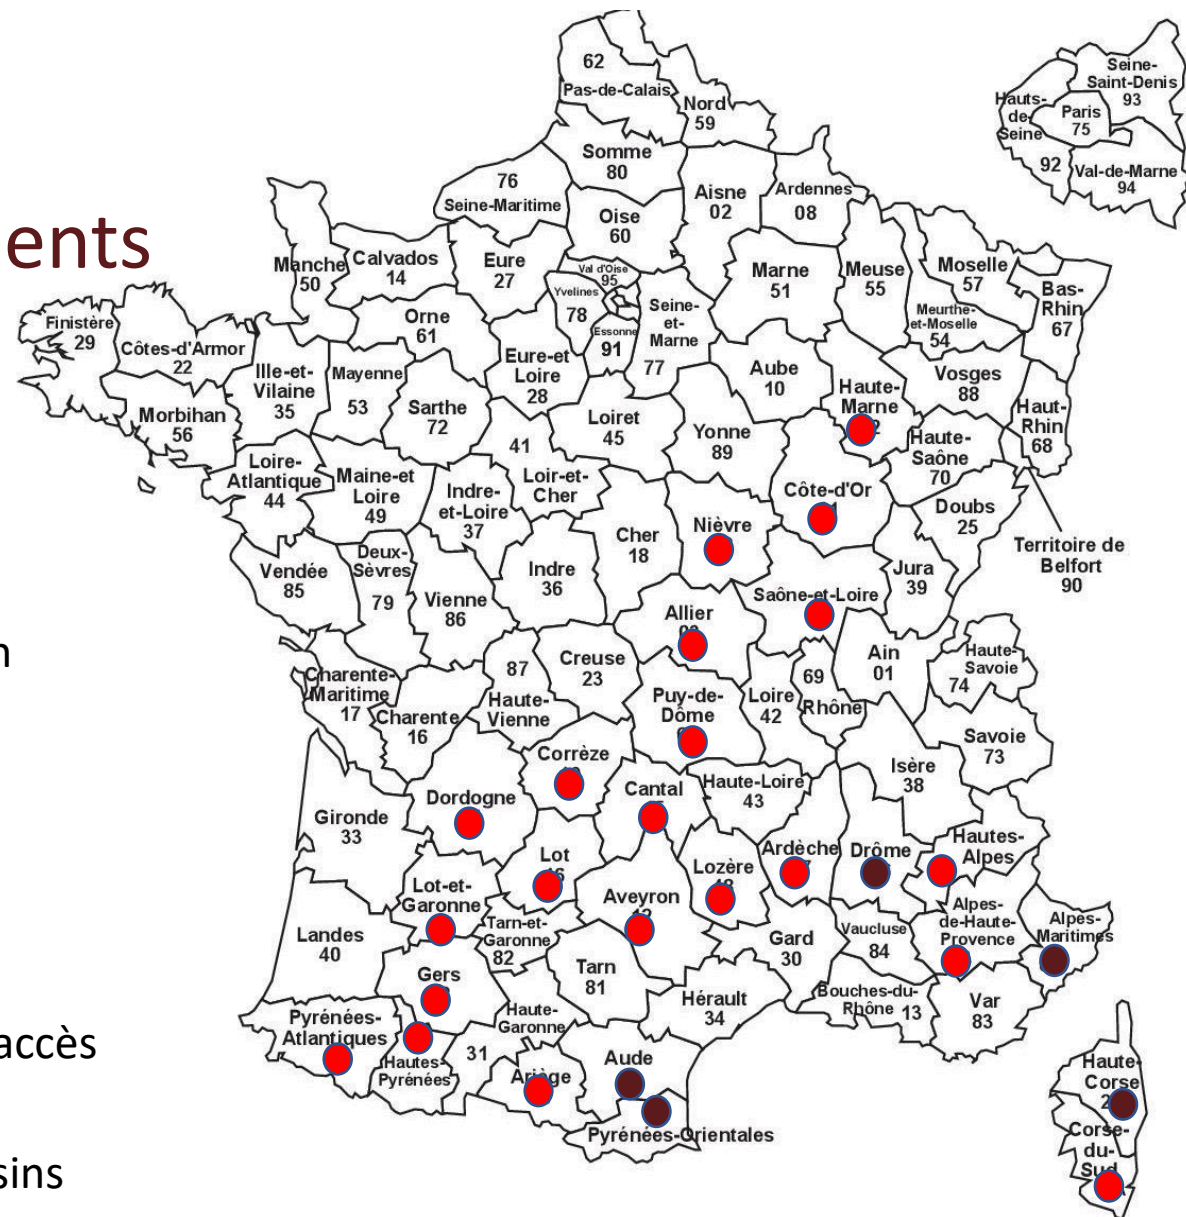 62
Pas-de-Calais
Nord
59
Seine-
Saint-Denis
93
Hauts-
de-
Seine
92
Paris
75
Val-de-Marne
94
Somme
80
76
Seine-Maritime
Aisne
02
Ardennes
08
Oise
60
ents
Manche
50
Calvados
14
Eure
27
Val d'Oise
95
Yvelines
78
Essonne
91
Seine-
et-
Marne
77
Marne
51
Meuse
55
Moselle
57
Meurthe-
et-Moselle
54
Bas-
Rhin
67
Finistère
29
Côtes-d'Armor
22
Orne
61
Ille-et-
Vilaine
35
Mayenne
53
Sarthe
72
Eure-et
Loire
28
Aube
10
Haute-
Marne
Vosges
88
Haut-
Rhin
68
Morbihan
56
Loiret
45
Yonne
89
41
Loir-et-
Cher
Haute-
Saône
70
Loire-
Atlantique
44
Maine-et
Loire
49
Indre-
et-Loire
37
Cher
18
Nièvre
Côte-d'Or
Doubs
25
Territoire de
Belfort
90
Vendée
85
Deux-
Sèvres
79
Vienne
86
Indre
36
Jura
39
Saône-et-Loire
Allier
n
Charente-
Maritime
17
Charente
16
87
Haute-
Vienne
Creuse
23
Puy-de-
Dôme
Loire
42
69
Rhône
Ain
01
Haute-
Savoie
74
Savoie
73
Isère
38
Corrèze
Cantal
Haute-Loire
43
Gironde
33
Dordogne
Lot
Lozère
Ardèche
Drôme
Hautes-
Alpes
Lot-et-
Garonne
Aveyron
Tarn-et-
Garonne
82
Landes
40
Gers
Tarn
81
Gard
30
Vaucluse
84
Alpes-
de-Haute-
Provence
Alpes-
Maritimes
Bouches-du-
Rhône 13
Var
83
Hérault
34
Haute-
Garonne
31
accès
Pyrénées-
Atlantiques
Hautes-
Pyrénées
Ariège
Aude
Pyrénées-Orientales
Haute-
Corse
Corse-
du-
Sud
sins